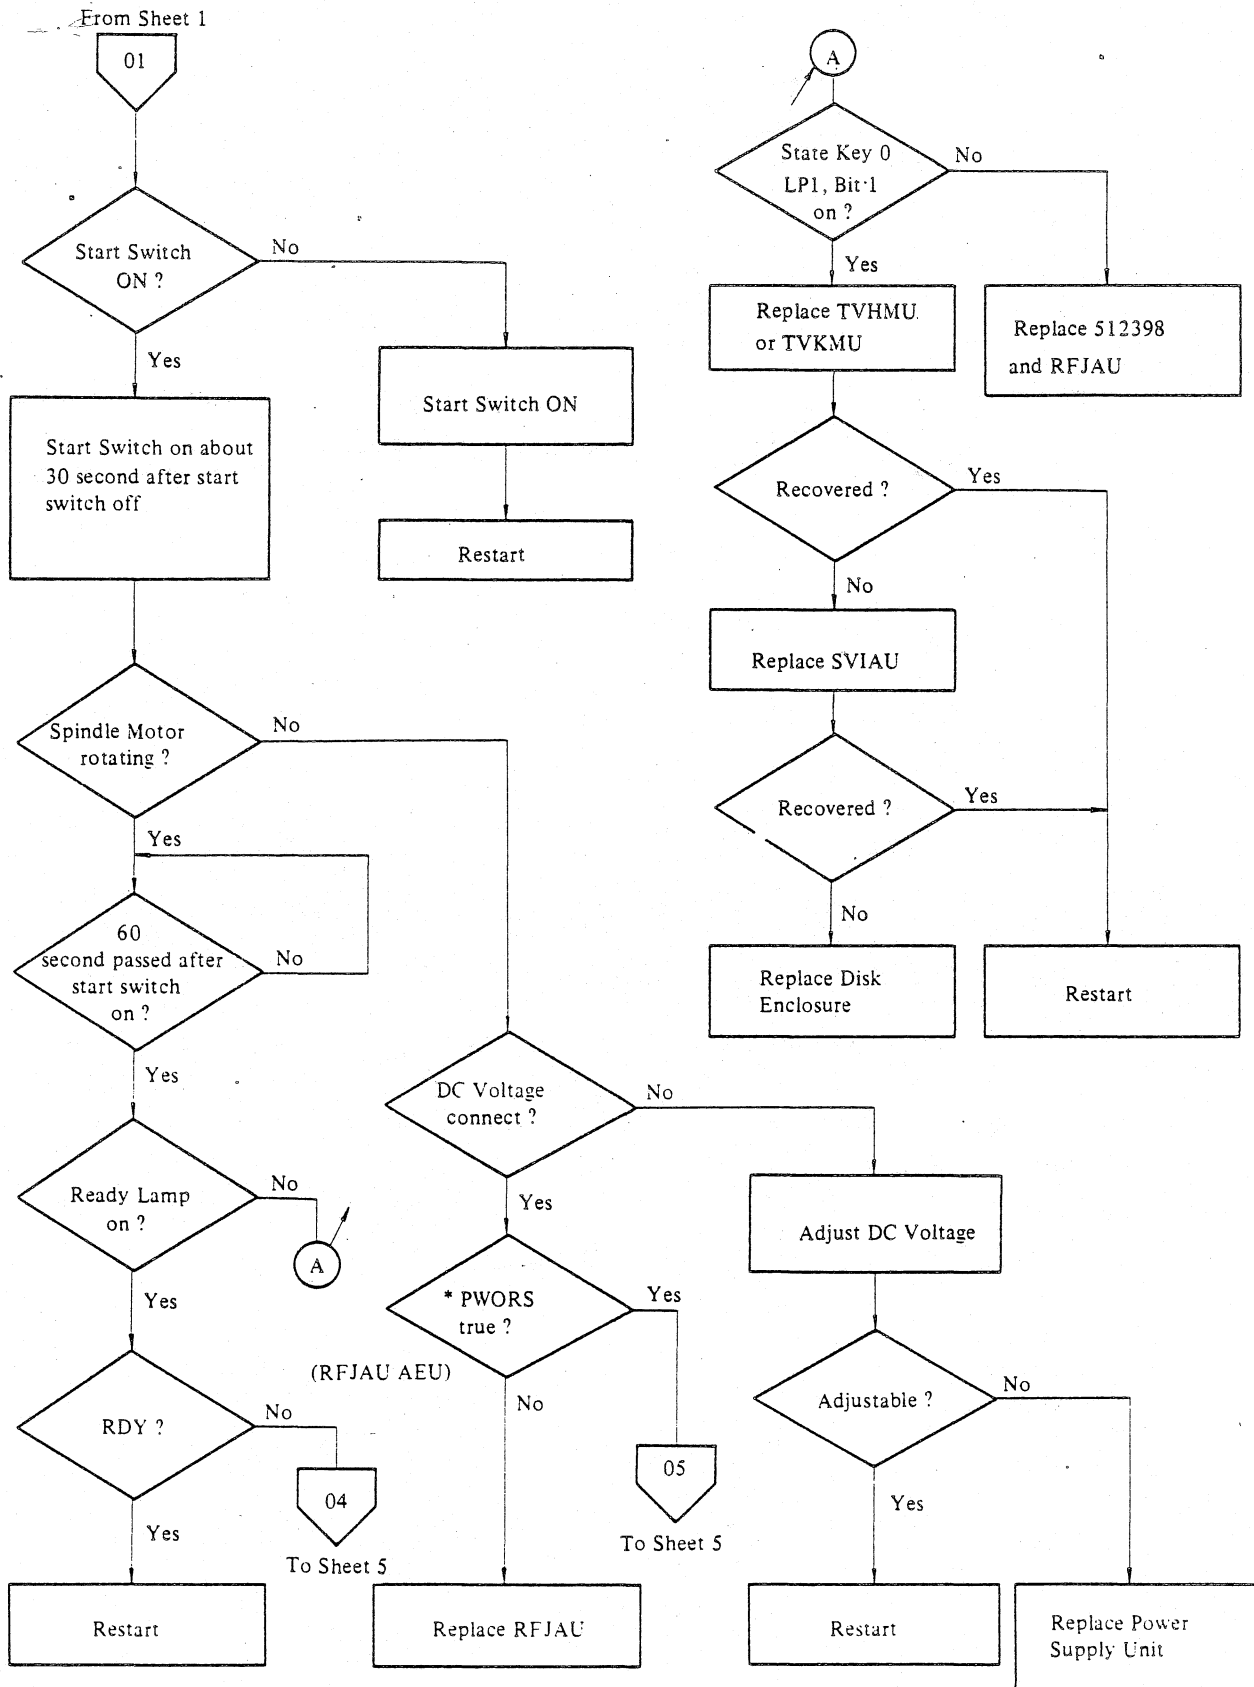 From Sheet 1
01
Start Switch
ON ?
No
Yes
Start Switch on about
30 second after start
switch off
Start Switch ON
Restart
Spindle Motor
rotating ?
No
Yes
60
second passed after
start switch
on ?
No
Yes
Ready Lamp
on ?
No
A
Yes
RDY ?
No
04
To Sheet 5
Yes
Restart
DC Voltage
connect ?
No
Yes
* PWORS
true ?
Yes
(RFJAU AEU)
No
05
To Sheet 5
Replace RFJAU
Adjust DC Voltage
Adjustable ?
No
Yes
Restart
Replace Power
Supply Unit
A
State Key 0
LP1, Bit 1
on ?
No
Yes
Replace TVHMU
or TVKMU
Replace 512398
and RFJAU
Recovered ?
Yes
No
Replace SVIAU
Recovered ?
Yes
No
Replace Disk
Enclosure
Restart